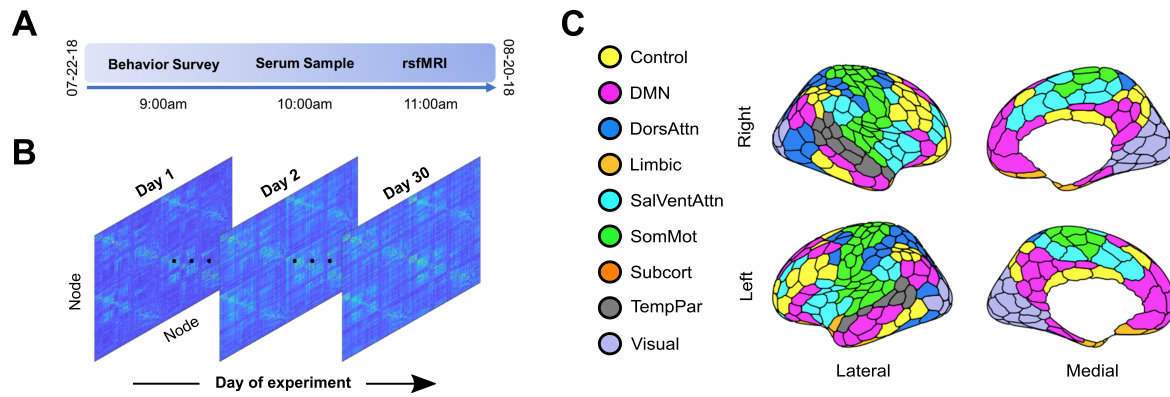 A
07-22-18
Behavior Survey
Serum Sample
rsfMRI
08-20-18
9:00am
10:00am
11:00am
B
Day 1
Day 2
Day 30
Node
Node
Day of experiment
C
Control
DMN
DorsAttn
Limbic
SalVentAttn
SomMot
Subcort
TempPar
Visual
Right
Left
Lateral
Medial